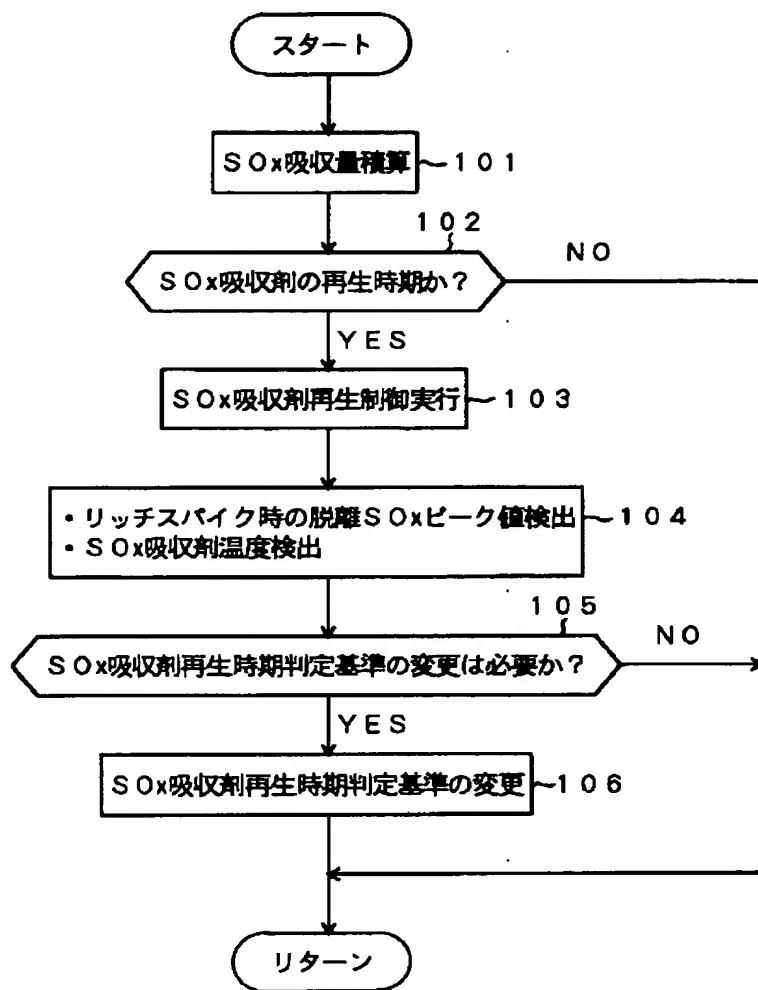 スタート
SOx吸収量積算
101
102
SOx吸収剤の再生時期か?
NO
YES
SOx吸収剤再生制御実行
103
・リッチスパイク時の脱離SOxピーク値検出
・SOx吸収剤温度検出
104
105
SOx吸収剤再生時期判定基準の変更は必要か?
NO
YES
SOx吸収剤再生時期判定基準の変更
106
リターン